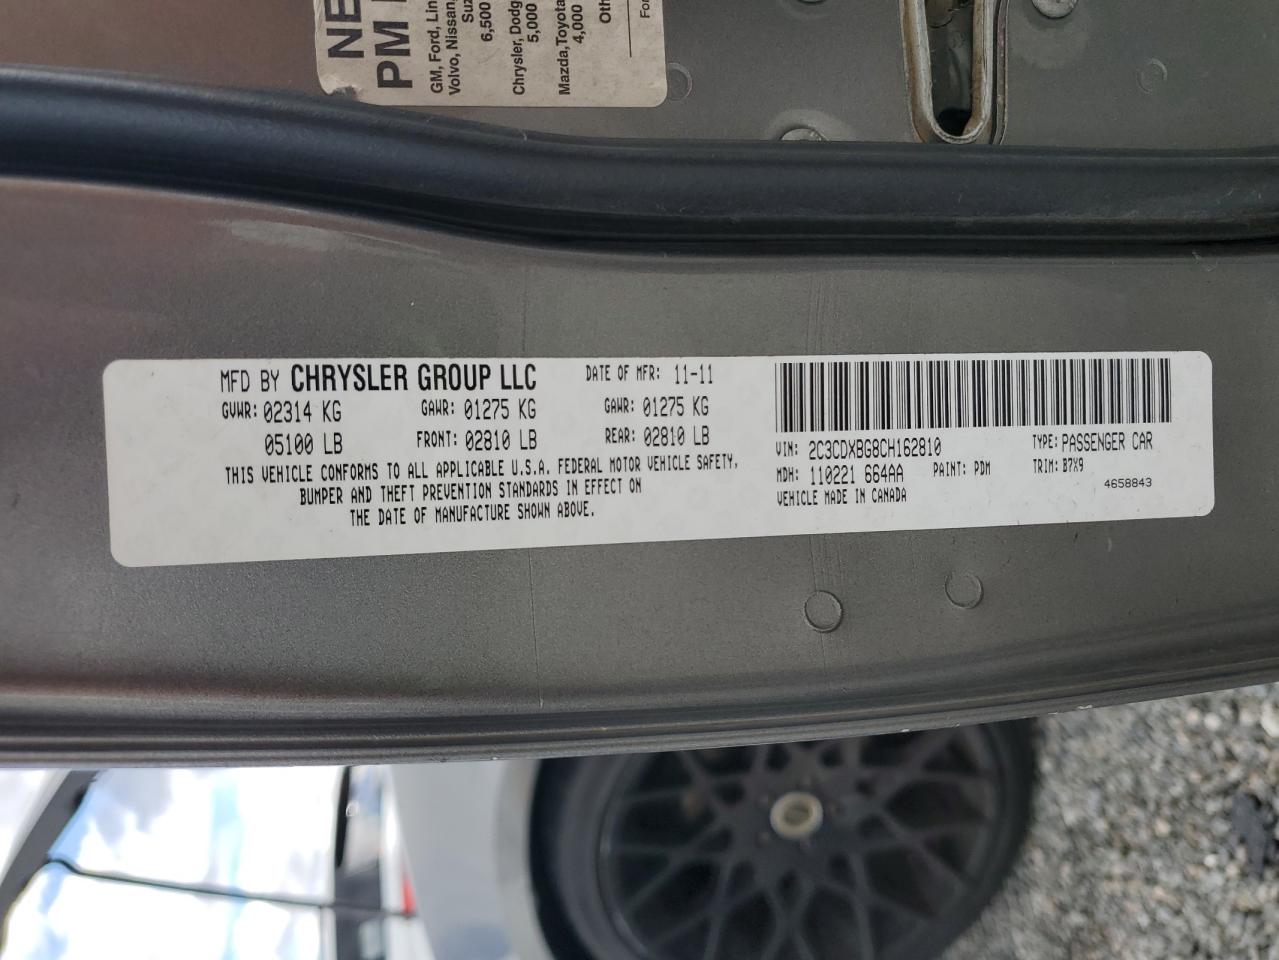 NE
PM
GM, Ford, Lin
Volvo, Nissan,
Suz
6,500
Chrysler, Dodg
5,000
Mazda, Toyota
4,000
Oth
For
MFD BY CHRYSLER GROUP LLC DATE OF MFR: 11-11
GVWR: 02314 KG GAWR: 01275 KG GAWR: 01275 KG
05100 LB FRONT: 02810 LB REAR: 02810 LB
THIS VEHICLE CONFORMS TO ALL APPLICABLE U.S.A. FEDERAL MOTOR VEHICLE SAFETY,
BUMPER AND THEFT PREVENTION STANDARDS IN EFFECT ON
THE DATE OF MANUFACTURE SHOWN ABOVE.
VIN: 2C3CDXBG8CH162810 TYPE: PASSENGER CAR
MDH: 110221 664AA PAINT: PDM TRIM: B7X9
VEHICLE MADE IN CANADA 4658843